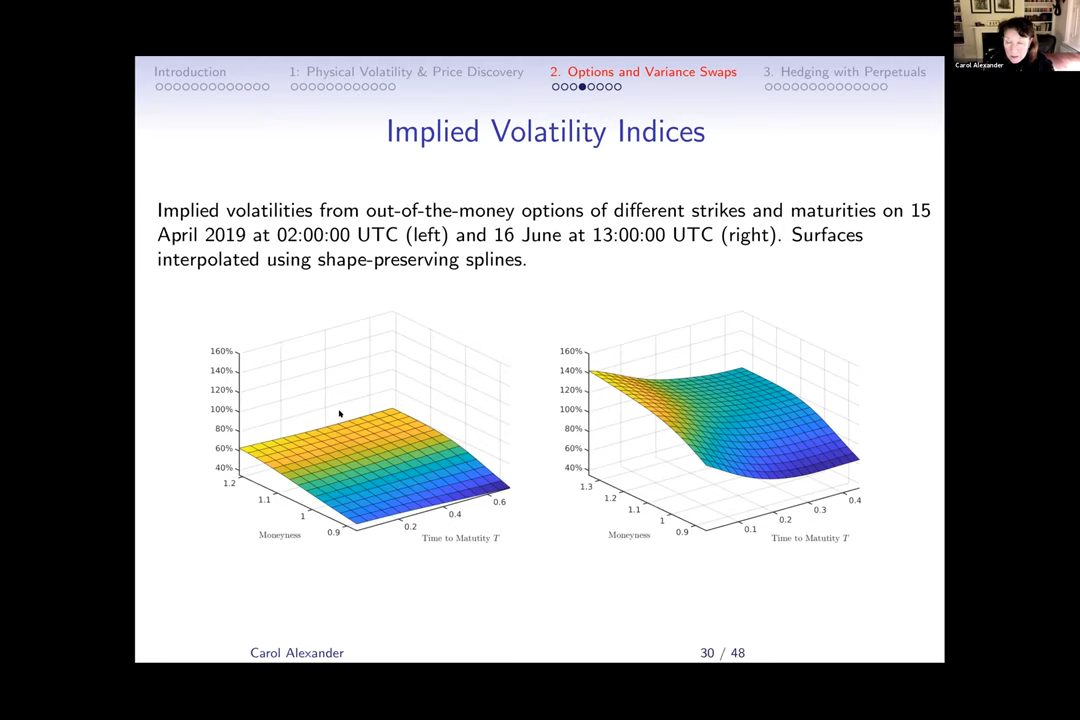 Carol Alexander
Introduction
1: Physical Volatility & Price Discovery
2. Options and Variance Swaps
3. Hedging with Perpetuals
Implied Volatility Indices
Implied volatilities from out-of-the-money options of different strikes and maturities on 15
April 2019 at 02:00:00 UTC (left) and 16 June at 13:00:00 UTC (right). Surfaces
interpolated using shape-preserving splines.
160%
140%
120%
100%
80%
60%
40%
1.2
1.1
1
0.9
Moneyness
0.2
0.4
0.6
Time to Matutity T
160%
140%
120%
100%
80%
60%
40%
1.3
1.2
1.1
1
0.9
Moneyness
0.1
0.2
0.3
0.4
Time to Matutity T
Carol Alexander
30 / 48